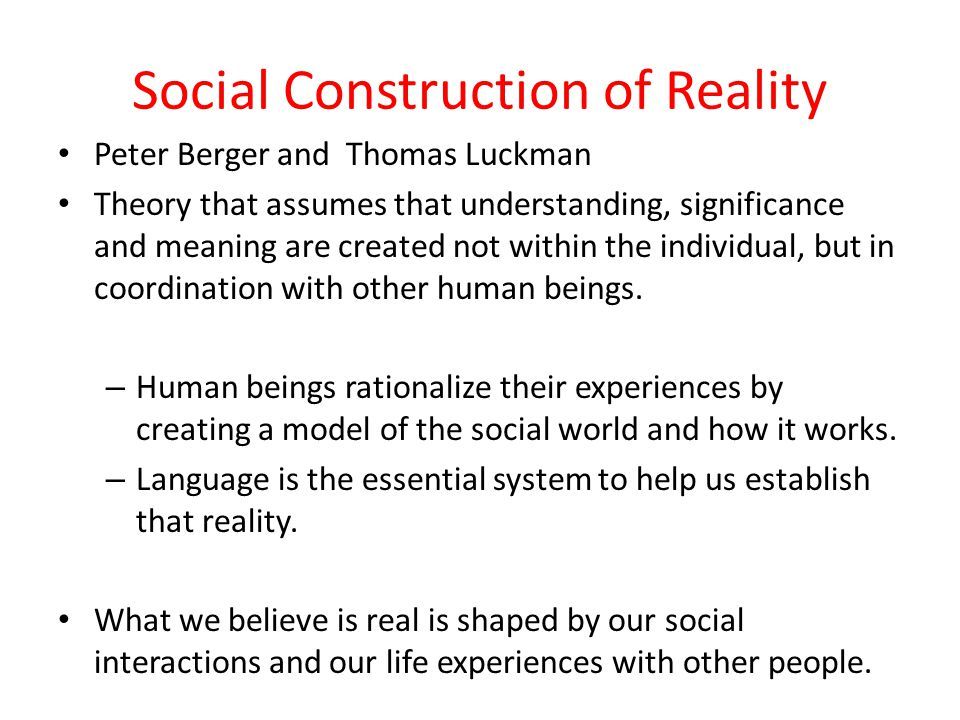 Social Construction of Reality
• Peter Berger and  Thomas Luckman
• Theory that assumes that understanding, significance
and meaning are created not within the individual, but in
coordination with other human beings.
– Human beings rationalize their experiences by
creating a model of the social world and how it works.
– Language is the essential system to help us establish
that reality.
• What we believe is real is shaped by our social
interactions and our life experiences with other people.